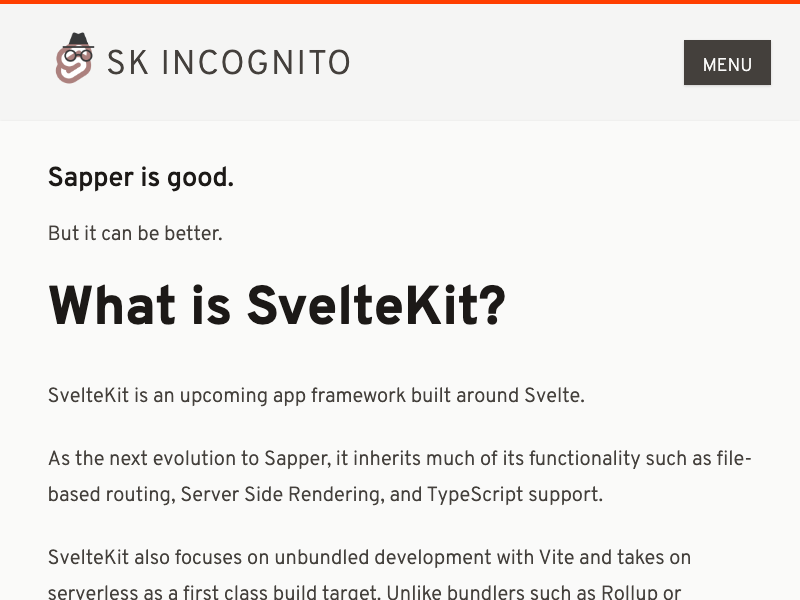 SK INCOGNITO
MENU
Sapper is good.
But it can be better.
What is SvelteKit?
SvelteKit is an upcoming app framework built around Svelte.
As the next evolution to Sapper, it inherits much of its functionality such as file-
based routing, Server Side Rendering, and TypeScript support.
SvelteKit also focuses on unbundled development with Vite and takes on
serverless as a first class build target. Unlike bundlers such as Rollup or